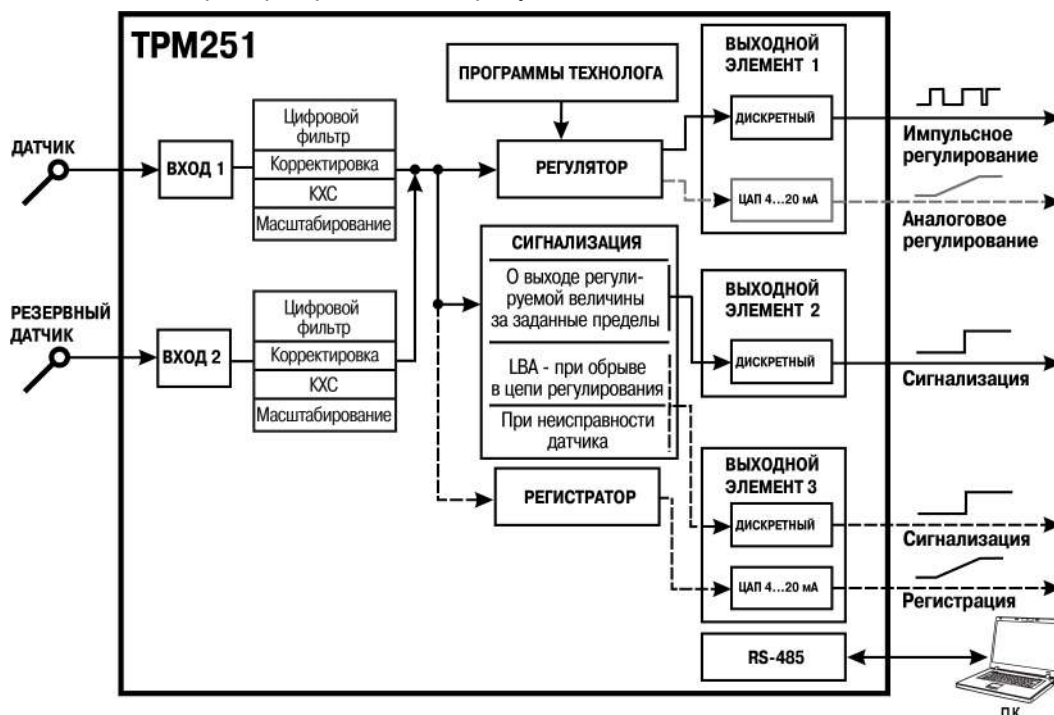 ТРМ251
ДАТЧИК
ВХОД 1
Цифровой
фильтр
Корректировка
КХС
Масштабирование
РЕЗЕРВНЫЙ
ДАТЧИК
ВХОД 2
Цифровой
фильтр
Корректировка
КХС
Масштабирование
ПРОГРАММЫ ТЕХНОЛОГА
РЕГУЛЯТОР
СИГНАЛИЗАЦИЯ
О выходе регули-
руемой величины
за заданные пределы
LBA - при обрыве
в цепи регулирования
При неисправности
датчика
РЕГИСТРАТОР
ВЫХОДНОЙ
ЭЛЕМЕНТ 1
ДИСКРЕТНЫЙ
ЦАП 4...20 мА
Импульсное
регулирование
Аналоговое
регулирование
ВЫХОДНОЙ
ЭЛЕМЕНТ 2
ДИСКРЕТНЫЙ
Сигнализация
ВЫХОДНОЙ
ЭЛЕМЕНТ 3
ДИСКРЕТНЫЙ
ЦАП 4...20 мА
Сигнализация
Регистрация
RS-485
ПК